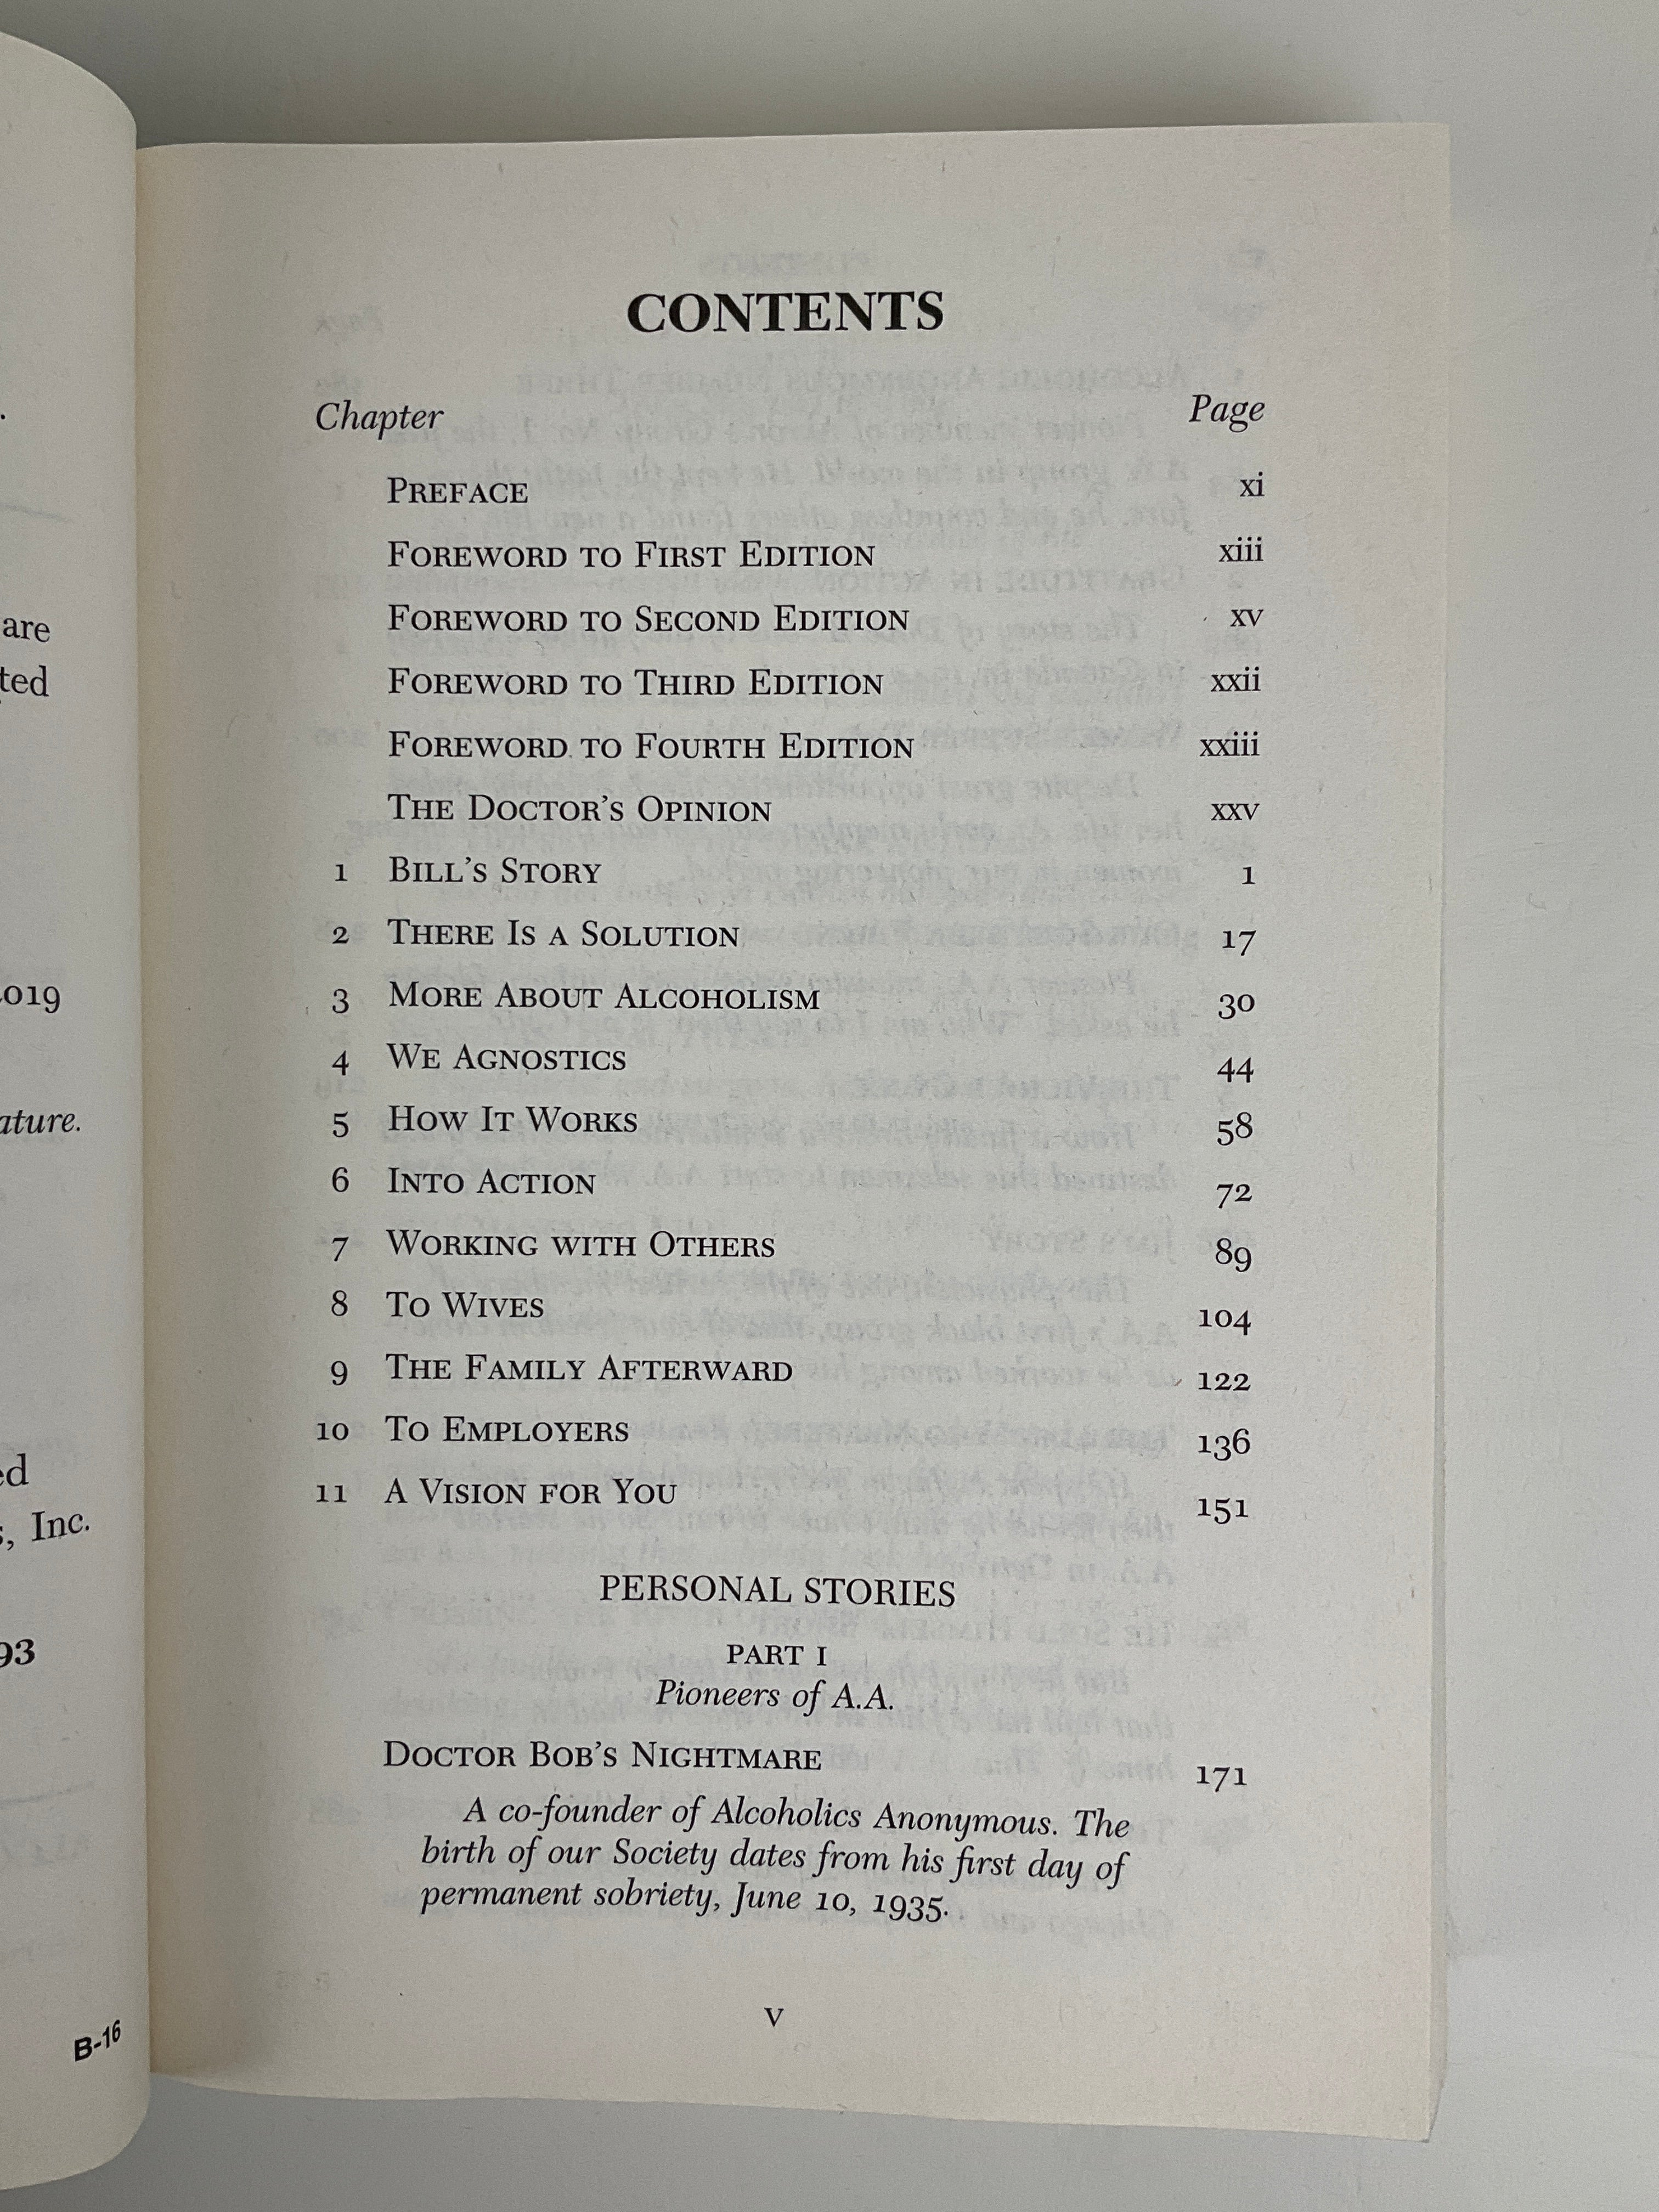 are
ted
019
ature.
ed
s, Inc.
93
B-16
CONTENTS
Chapter Page
PREFACE xi
FOREWORD TO FIRST EDITION xiii
FOREWORD TO SECOND EDITION xv
FOREWORD TO THIRD EDITION xxii
FOREWORD TO FOURTH EDITION xxiii
THE DOCTOR’S OPINION xxv
1 BILL’S STORY 1
2 THERE IS A SOLUTION 17
3 MORE ABOUT ALCOHOLISM 30
4 WE AGNOSTICS 44
5 HOW IT WORKS 58
6 INTO ACTION 72
7 WORKING WITH OTHERS 89
8 TO WIVES 104
9 THE FAMILY AFTERWARD 122
10 TO EMPLOYERS 136
11 A VISION FOR YOU 151
PERSONAL STORIES
PART I
Pioneers of A.A.
DOCTOR BOB’S NIGHTMARE 171
A co-founder of Alcoholics Anonymous. The
birth of our Society dates from his first day of
permanent sobriety, June 10, 1935.
v